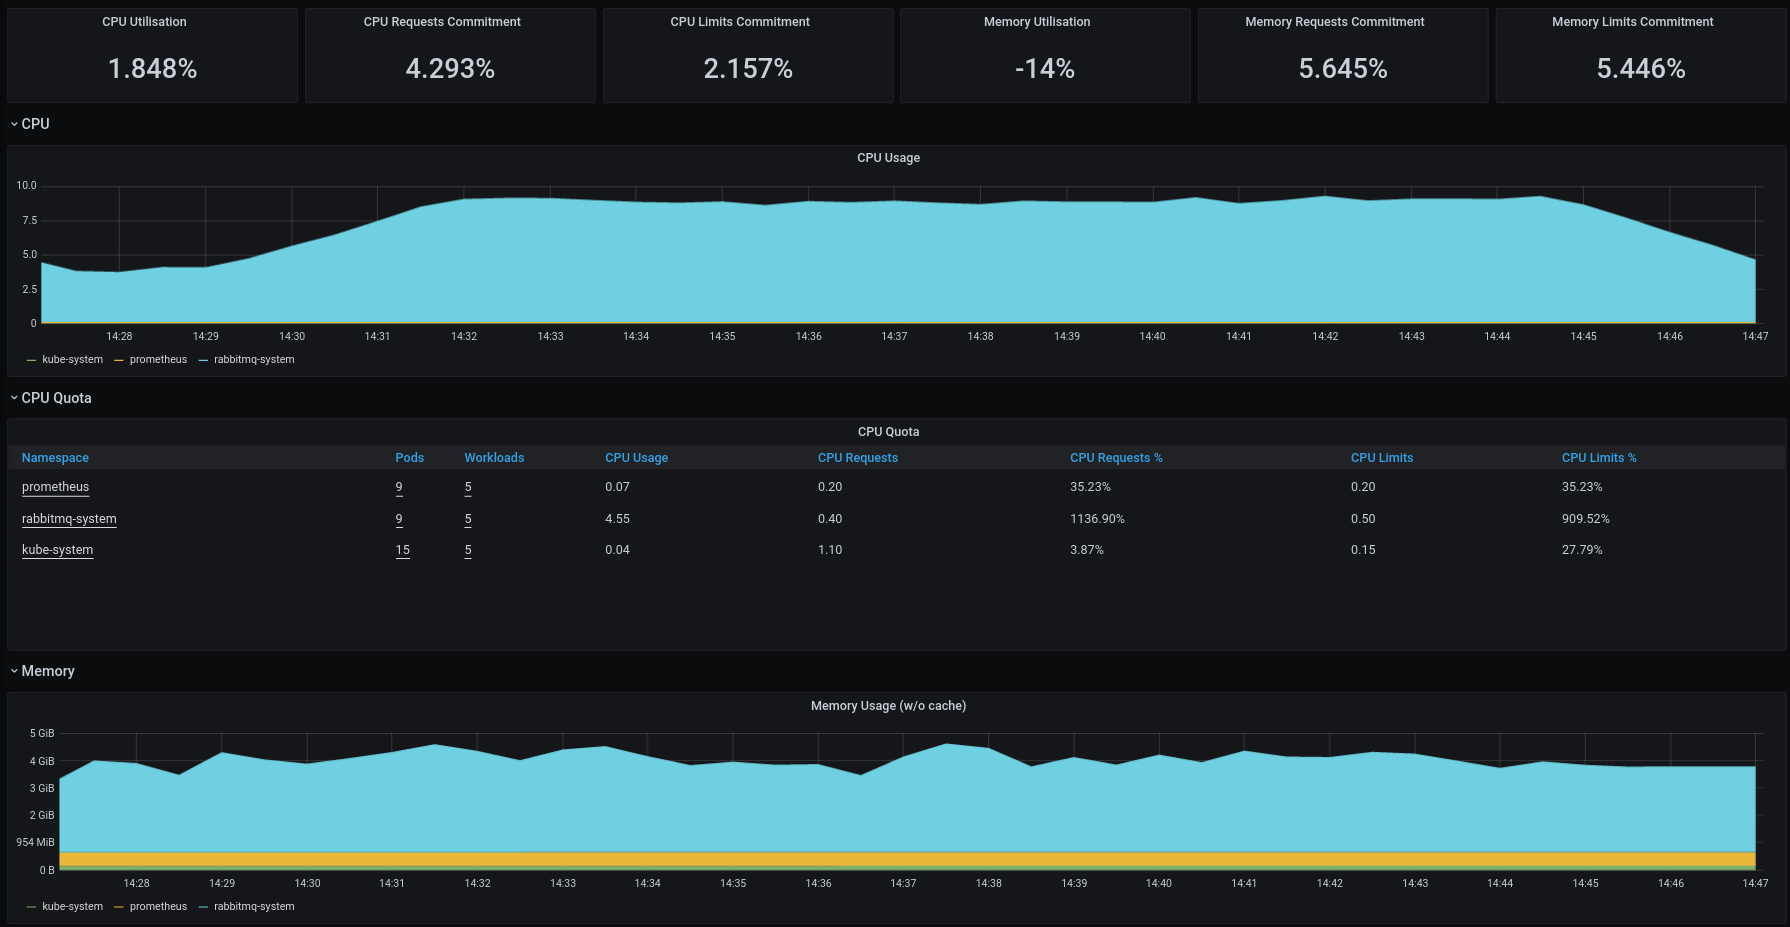 CPU Utilisation CPU Requests Commitment CPU Limits Commitment Memory Utilisation Memory Requests Commitment Memory Limits Commitment
1.848% 4.293% 2.157% -14% 5.645% 5.446%
CPU
CPU Usage
10.0
7.5
5.0
2.5
0
14:28 14:29 14:30 14:31 14:32 14:33 14:34 14:35 14:36 14:37 14:38 14:39 14:40 14:41 14:42 14:43 14:44 14:45 14:46 14:47
kube-system prometheus rabbitmq-system
CPU Quota
CPU Quota
Namespace Pods Workloads CPU Usage CPU Requests CPU Requests % CPU Limits CPU Limits %
prometheus 9 5 0.07 0.20 35.23% 0.20 35.23%
rabbitmq-system 9 5 4.55 0.40 1136.90% 0.50 909.52%
kube-system 15 5 0.04 1.10 3.87% 0.15 27.79%
Memory
Memory Usage (w/o cache)
5 GiB
4 GiB
3 GiB
2 GiB
954 MiB
0 B
14:28 14:29 14:30 14:31 14:32 14:33 14:34 14:35 14:36 14:37 14:38 14:39 14:40 14:41 14:42 14:43 14:44 14:45 14:46 14:47
kube-system prometheus rabbitmq-system